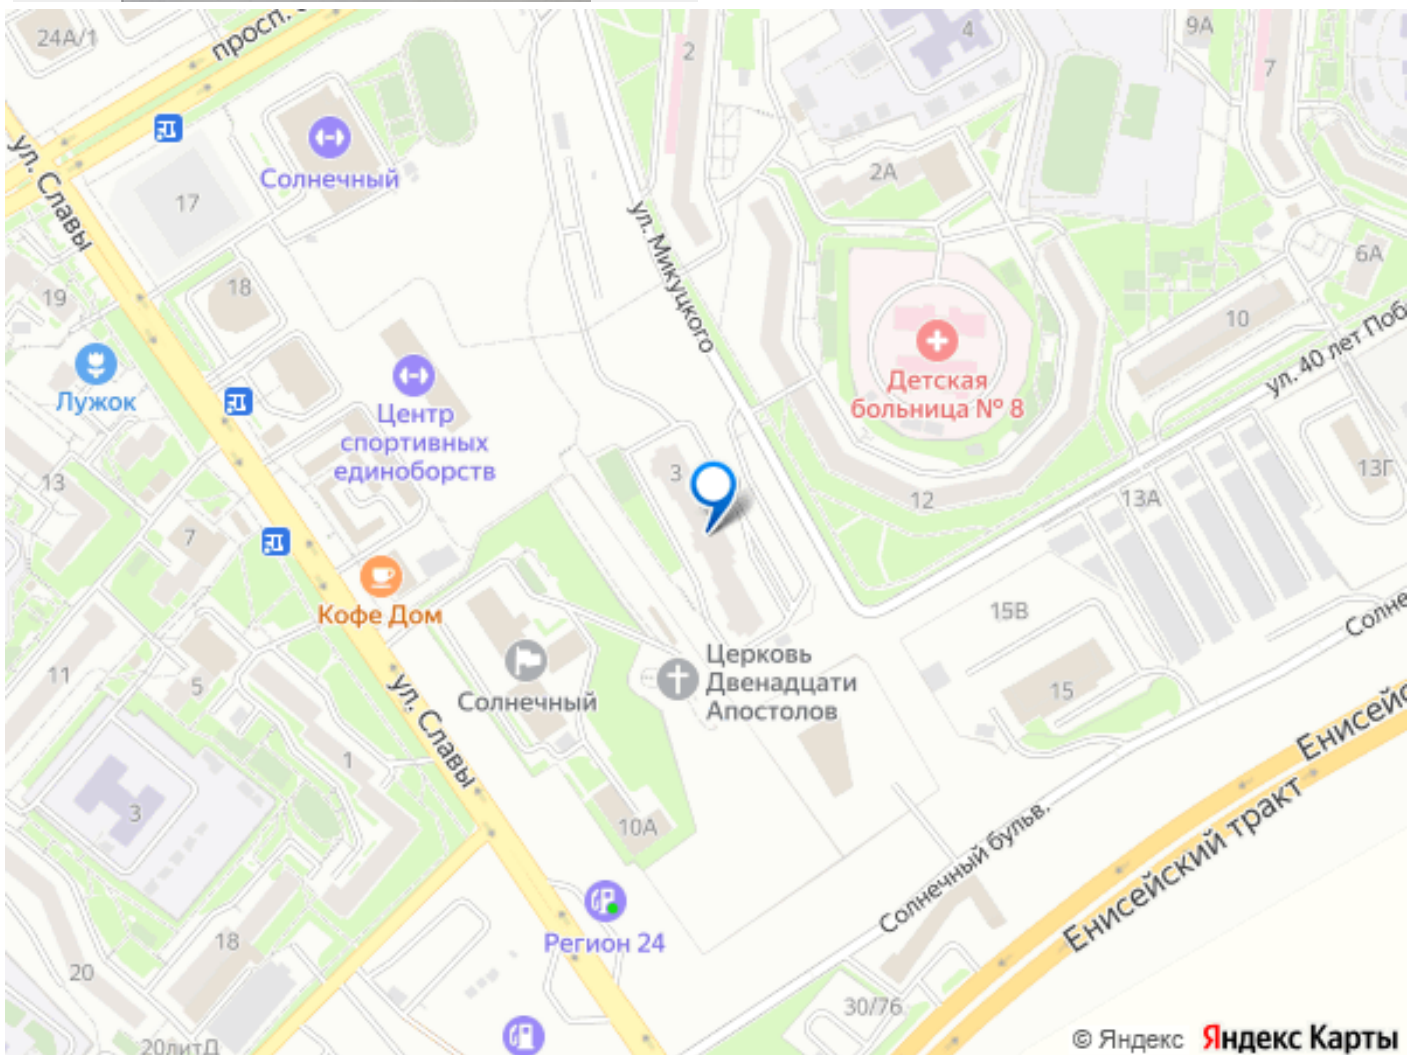 24А/1
просп.
2
4
9А
7
ул. Славы
Солнечный
17
2А
ул. Микуцкого
6А
19
18
10
ул. 40 лет Поб
Лужок
Центр
спортивных
единоборств
Детская
больница № 8
3
13
12
13А
13Г
7
Кофе Дом
15В
Солне
11
5
Солнечный
Церковь
Двенадцати
Апостолов
15
ул. Славы
1
Енисейс
3
10А
Солнечный бульв.
Енисейский тракт
18
Регион 24
20
30/7б
20литД
© Яндекс Яндекс Карты